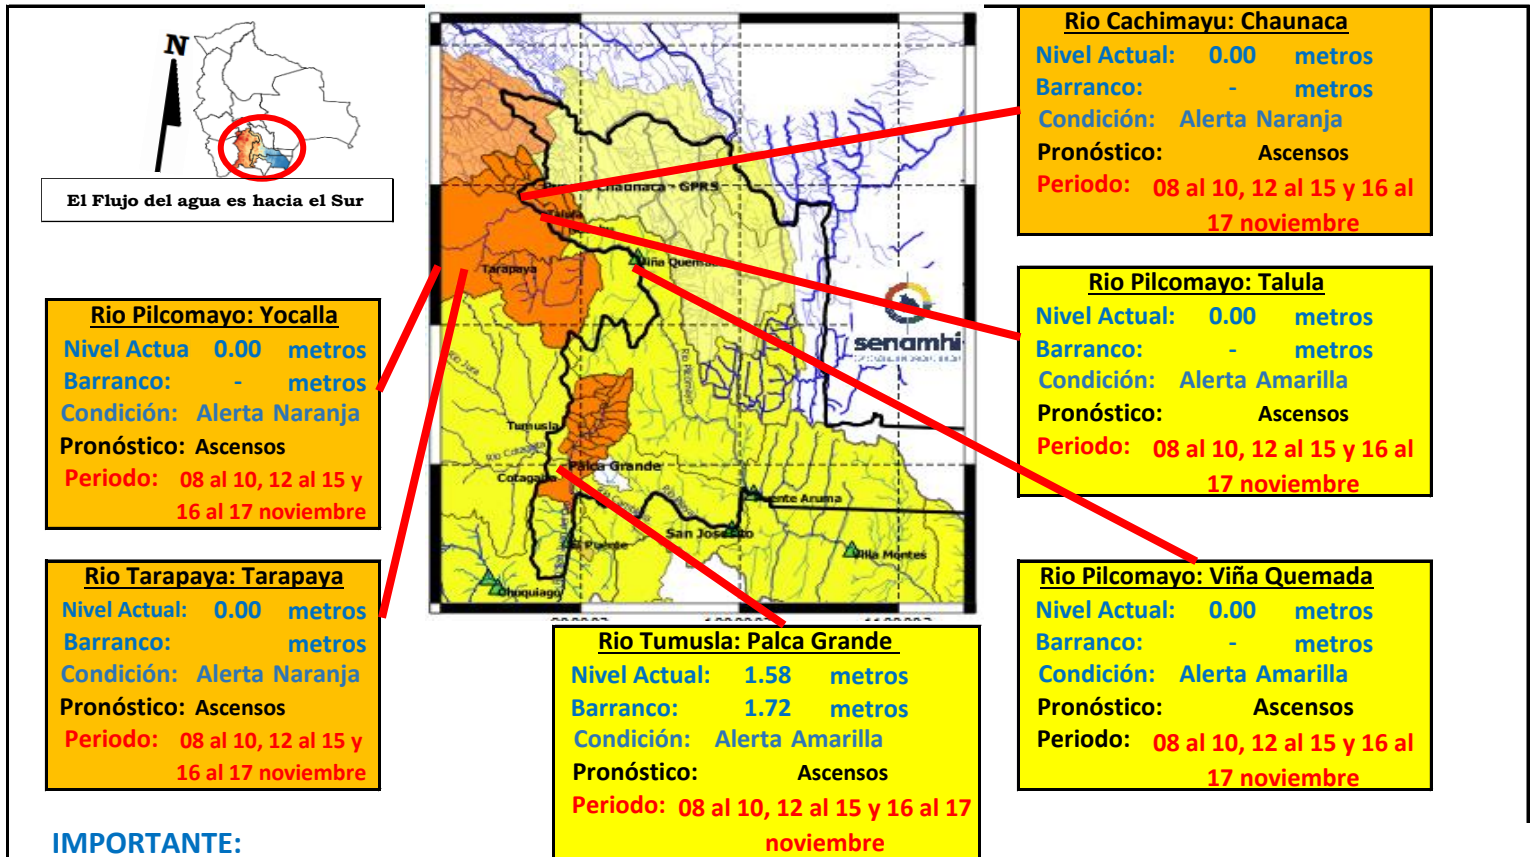 N
El Flujo del agua es hacia el Sur
Rio Pilcomayo: Yocalla
Nivel Actua 0.00 metros
Barranco: - metros
Condición: Alerta Naranja
Pronóstico: Ascensos
Periodo: 08 al 10, 12 al 15 y
16 al 17 noviembre
Rio Tarapaya: Tarapaya
Nivel Actual: 0.00 metros
Barranco: metros
Condición: Alerta Naranja
Pronóstico: Ascensos
Periodo: 08 al 10, 12 al 15 y
16 al 17 noviembre
IMPORTANTE:
Chaunaca - GPRS
Talula
Viña Quemada
Tarapaya
senamhi
Tumusla
Palca Grande
Cotagaita
Puente Aruma
San Josesito
El Puente
Villa Montes
Chuquiago
Rio Tumusla: Palca Grande
Nivel Actual: 1.58 metros
Barranco: 1.72 metros
Condición: Alerta Amarilla
Pronóstico: Ascensos
Periodo: 08 al 10, 12 al 15 y 16 al 17
noviembre
Rio Cachimayu: Chaunaca
Nivel Actual: 0.00 metros
Barranco: - metros
Condición: Alerta Naranja
Pronóstico: Ascensos
Periodo: 08 al 10, 12 al 15 y 16 al
17 noviembre
Rio Pilcomayo: Talula
Nivel Actual: 0.00 metros
Barranco: - metros
Condición: Alerta Amarilla
Pronóstico: Ascensos
Periodo: 08 al 10, 12 al 15 y 16 al
17 noviembre
Rio Pilcomayo: Viña Quemada
Nivel Actual: 0.00 metros
Barranco: - metros
Condición: Alerta Amarilla
Pronóstico: Ascensos
Periodo: 08 al 10, 12 al 15 y 16 al
17 noviembre